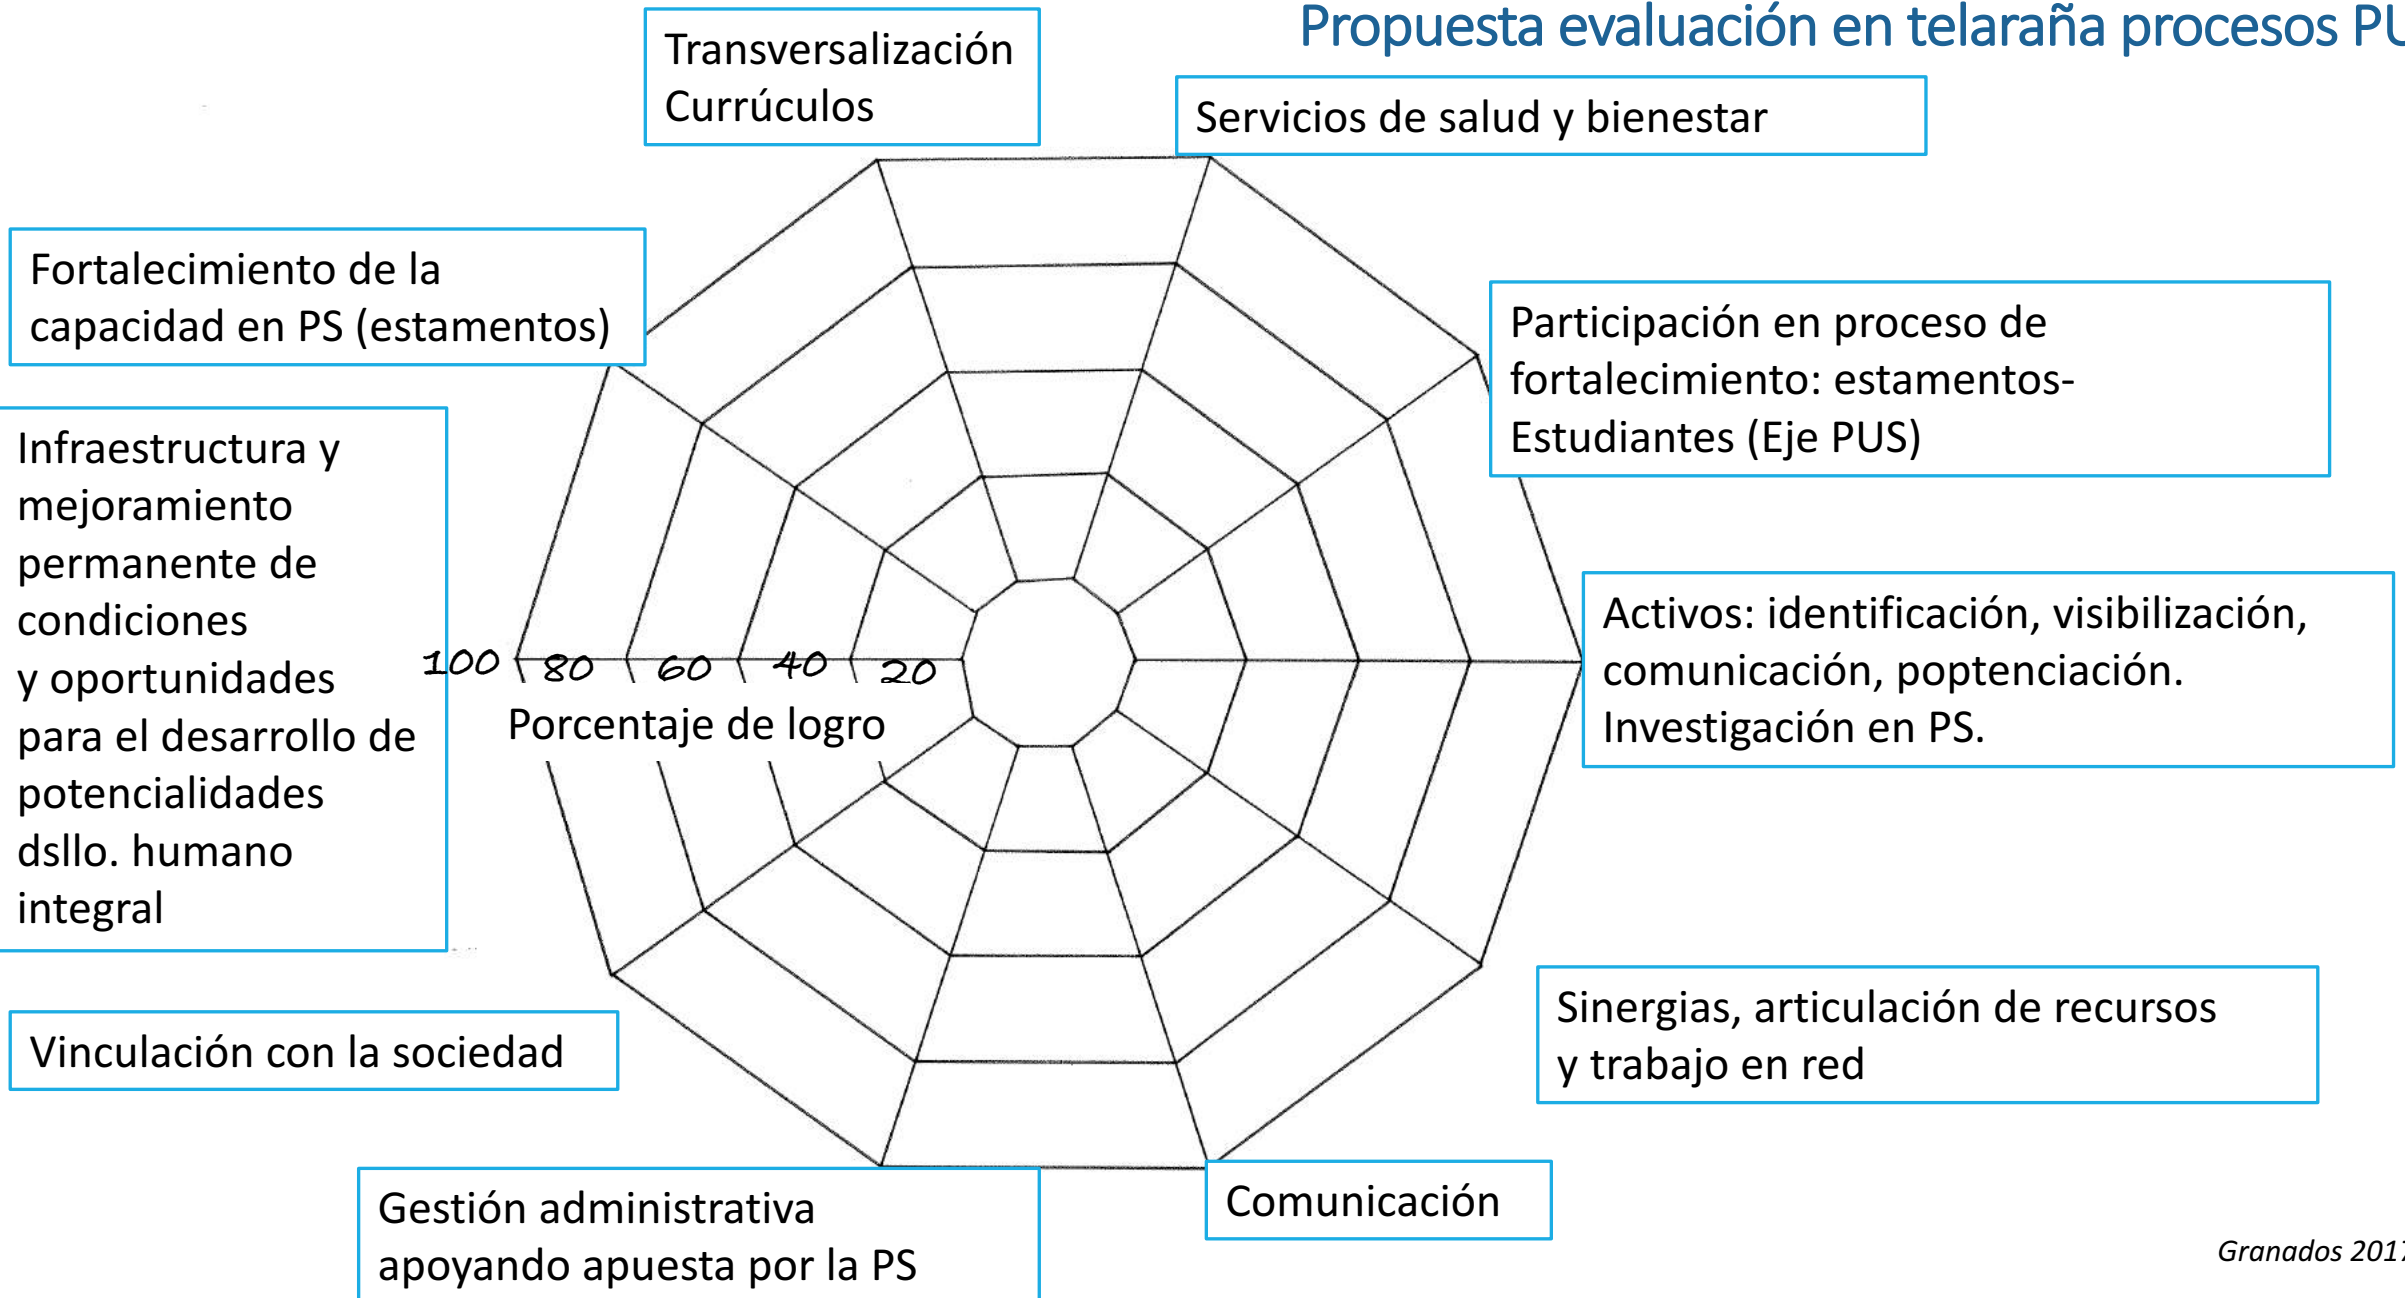 Propuesta evaluación en telaraña procesos PU
Transversalización
Currúculos
Servicios de salud y bienestar
Fortalecimiento de la
capacidad en PS (estamentos)
Participación en proceso de
fortalecimiento: estamentos-
Estudiantes (Eje PUS)
Infraestructura y
mejoramiento
permanente de
condiciones
y oportunidades
para el desarrollo de
potencialidades
dsllo. humano
integral
Activos: identificación, visibilización,
comunicación, poptenciación.
Investigación en PS.
100 80 60 40 20
Porcentaje de logro
Sinergias, articulación de recursos
y trabajo en red
Vinculación con la sociedad
Gestión administrativa
apoyando apuesta por la PS
Comunicación
Granados 2017